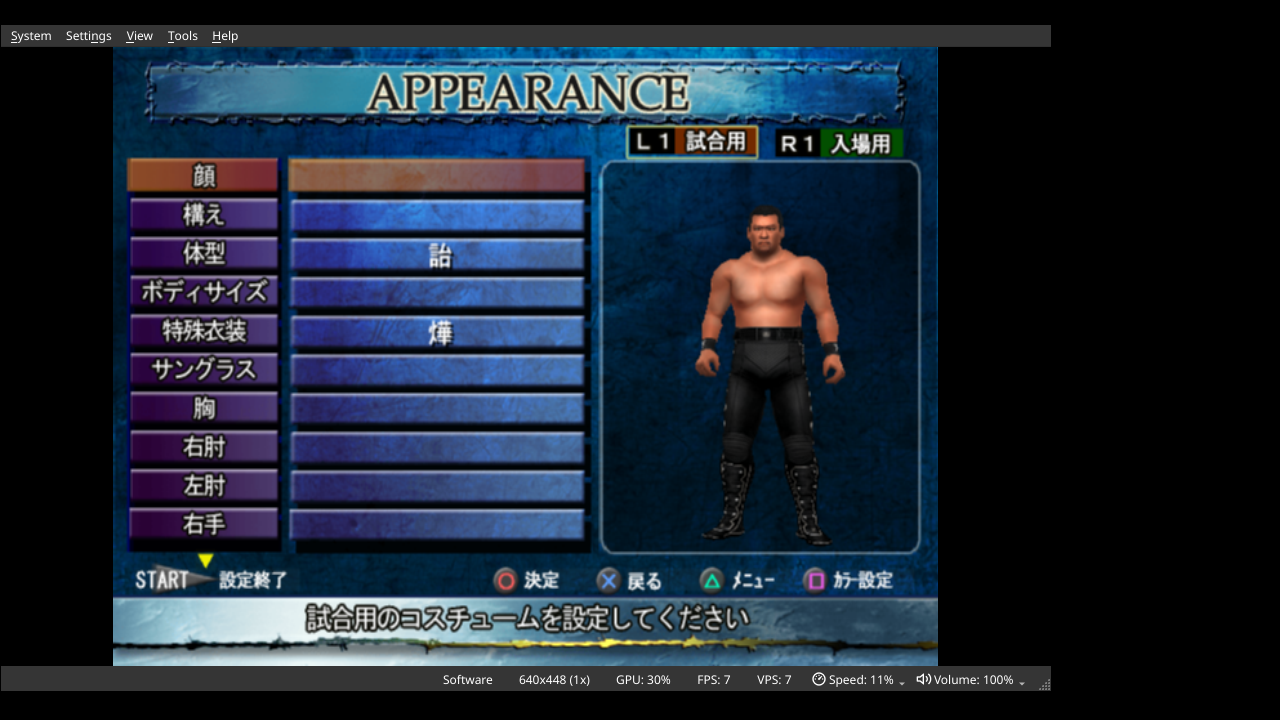 System Settings View Tools Help
APPEARANCE
L1 試合用 R1 入場用
顔
構え
体型 詒
ボディサイズ
特殊衣装 燁
サングラス
胸
右肘
左肘
右手
START 設定終了 決定 戻る ﾒﾆｭｰ ｶﾗｰ設定
試合用のコスチュームを設定してください
Software 640x448 (1x) GPU: 30% FPS: 7 VPS: 7 Speed: 11% Volume: 100%